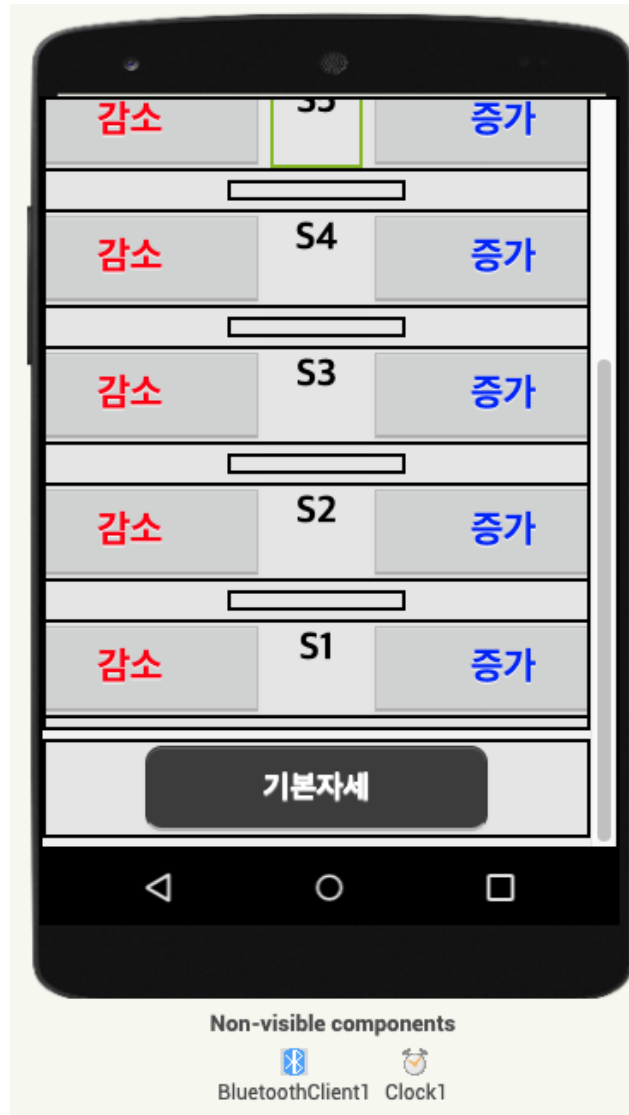 감소 S5 증가
감소 S4 증가
감소 S3 증가
감소 S2 증가
감소 S1 증가
기본자세
Non-visible components
BluetoothClient1 Clock1